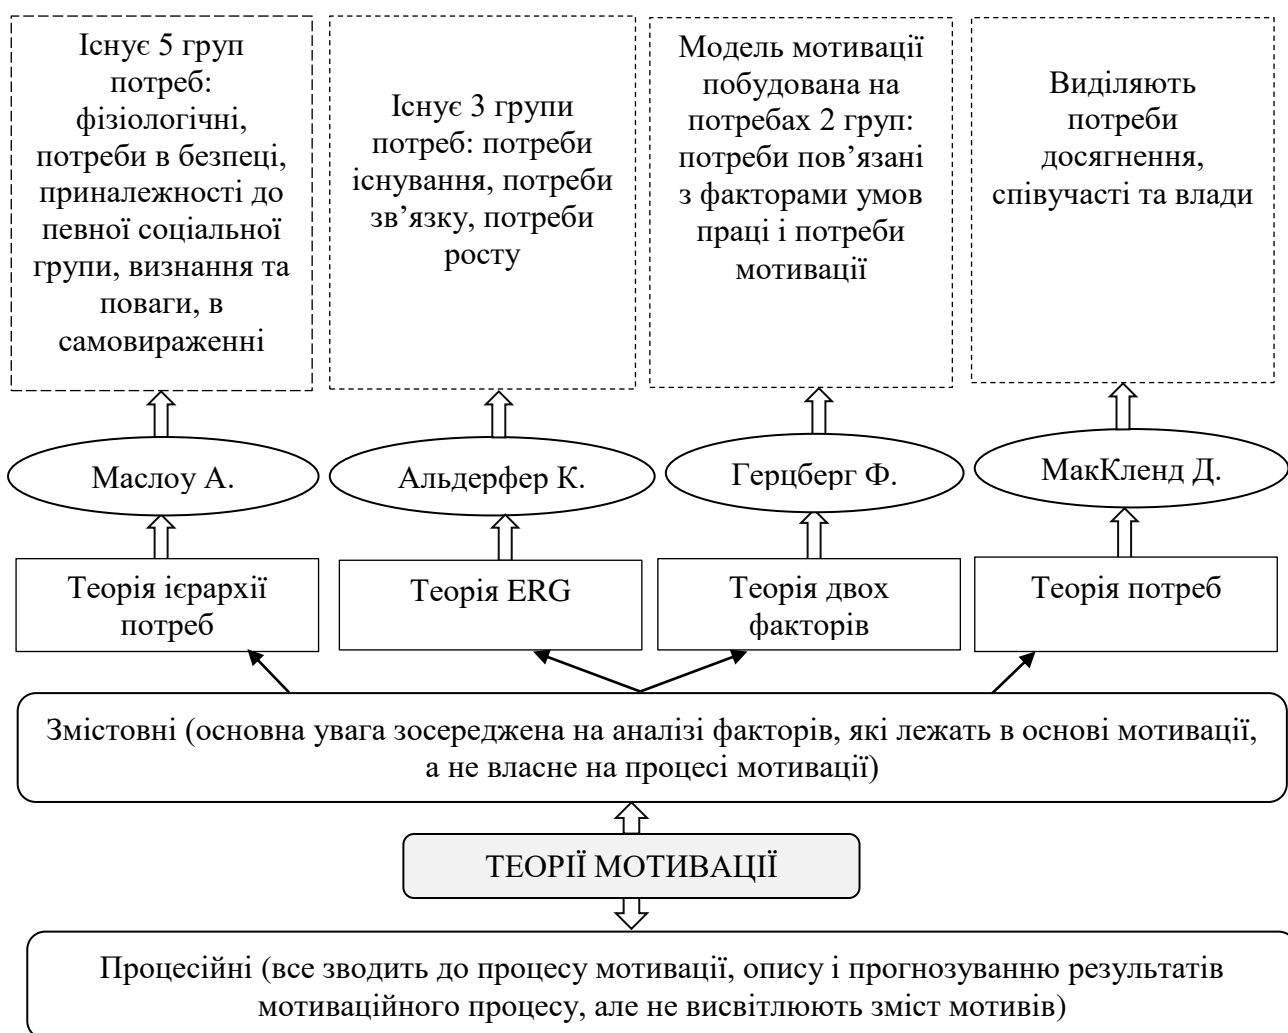 Існує 5 груп
потреб:
фізіологічні,
потреби в безпеці,
приналежності до
певної соціальної
групи, визнання та
поваги, в
самовираженні
Існує 3 групи
потреб: потреби
існування, потреби
зв’язку, потреби
росту
Модель мотивації
побудована на
потребах 2 груп:
потреби пов’язані
з факторами умов
праці і потреби
мотивації
Виділяють
потреби
досягнення,
співучасті та влади
Маслоу А.
Альдерфер К.
Герцберг Ф.
МакКленд Д.
Теорія ієрархії
потреб
Теорія ERG
Теорія двох
факторів
Теорія потреб
Змістовні (основна увага зосереджена на аналізі факторів, які лежать в основі мотивації,
а не власне на процесі мотивації)
ТЕОРІЇ МОТИВАЦІЇ
Процесійні (все зводить до процесу мотивації, опису і прогнозуванню результатів
мотиваційного процесу, але не висвітлюють зміст мотивів)